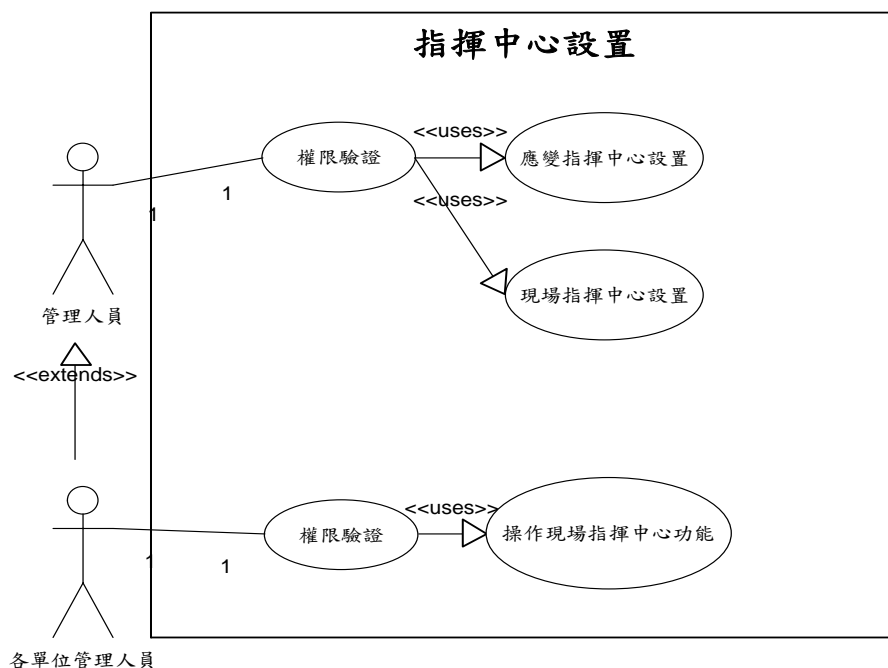 指揮中心設置
<<uses>>
權限驗証
應變指揮中心設置
<<uses>>
1
1
現場指揮中心設置
管理人員
<<extends>>
<<uses>>
權限驗証
操作現場指揮中心功能
1
1
各單位管理人員